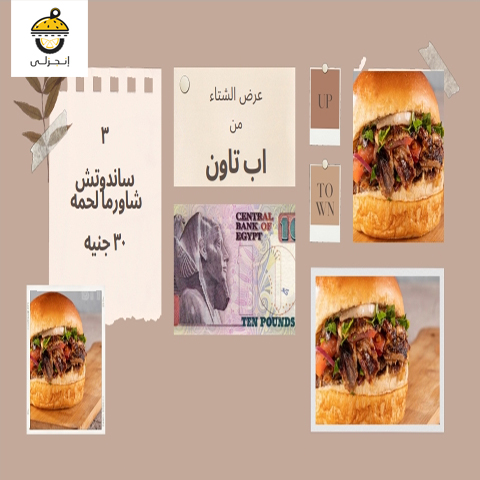 إنجزلي
عرض الشتاء
من
اب تاون
٣
ساندوتش
شاورما لحمه
٣٠ جنيه
UP
TO
WN
CENTRAL
BANK OF
EGYPT
10
TEN POUNDS